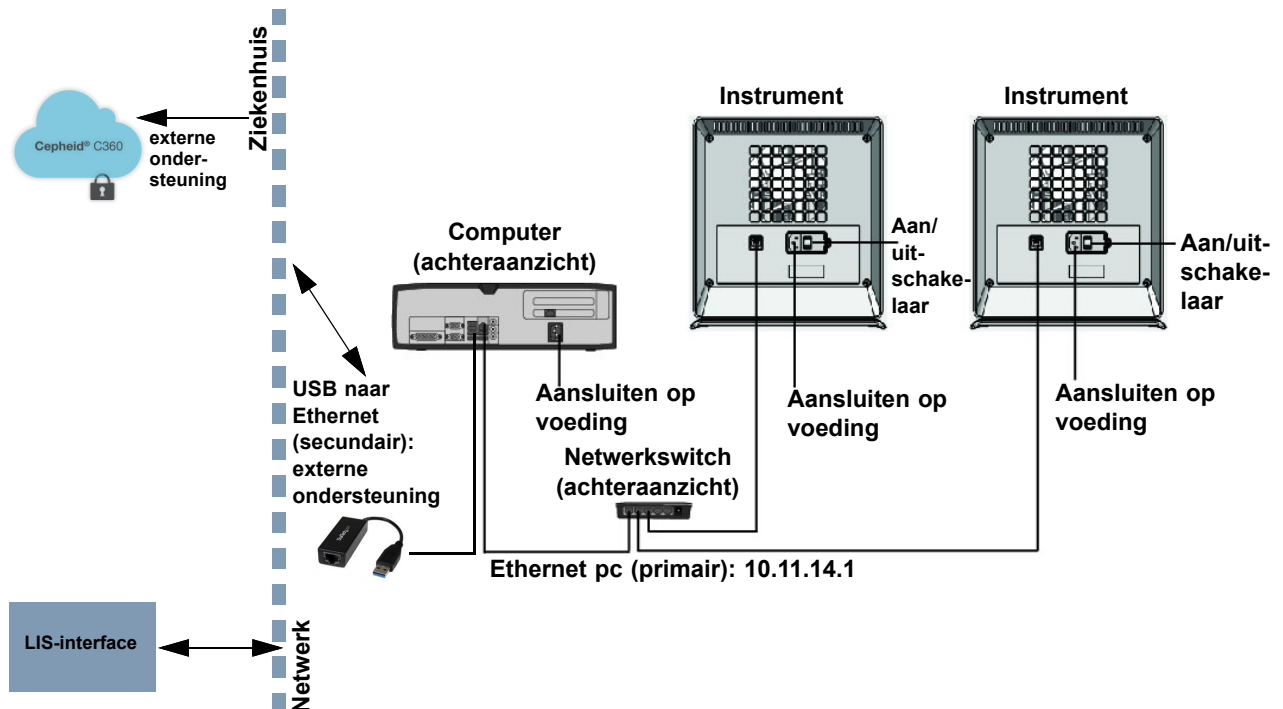 Ziekenhuis
Cepheid® C360
externe
onder-
steuning
Instrument
Instrument
Computer
(achteraanzicht)
Aan/
uit-
schake-
laar
Aan/uit-
schake-
laar
USB naar
Ethernet
(secundair):
externe
ondersteuning
Aansluiten op
voeding
Aansluiten op
voeding
Aansluiten op
voeding
Netwerkswitch
(achteraanzicht)
Ethernet pc (primair): 10.11.14.1
LIS-interface
Netwerk